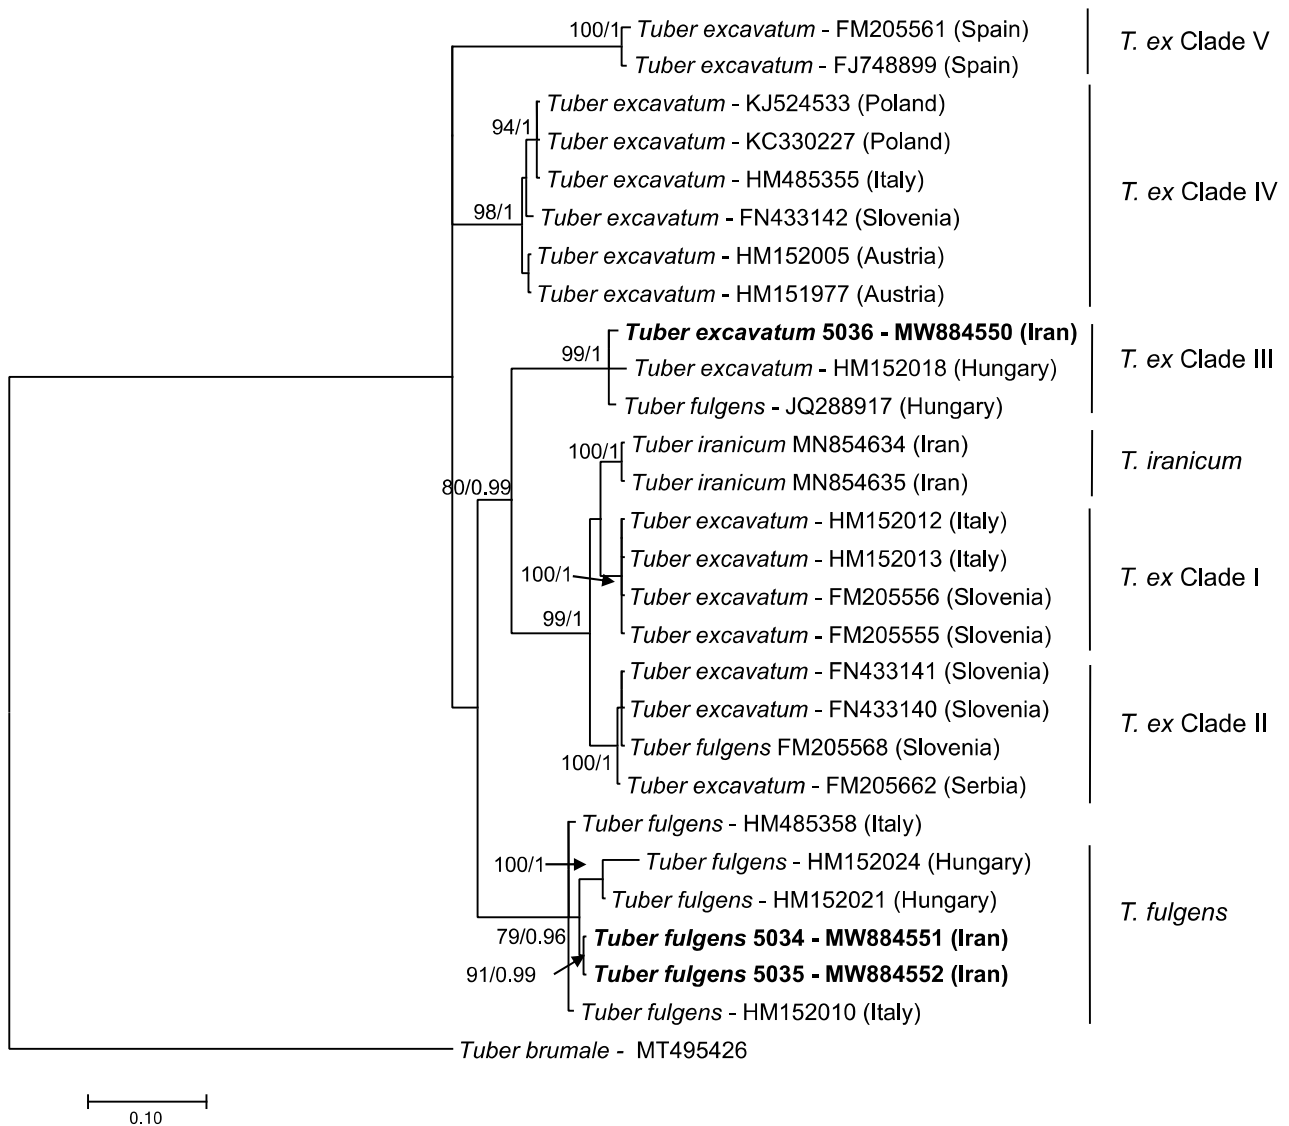 100/1
Tuber excavatum - FM205561 (Spain)
Tuber excavatum - FJ748899 (Spain)
T. ex Clade V
Tuber excavatum - KJ524533 (Poland)
94/1
Tuber excavatum - KC330227 (Poland)
Tuber excavatum - HM485355 (Italy)
98/1
Tuber excavatum - FN433142 (Slovenia)
Tuber excavatum - HM152005 (Austria)
Tuber excavatum - HM151977 (Austria)
T. ex Clade IV
Tuber excavatum 5036 - MW884550 (Iran)
99/1
Tuber excavatum - HM152018 (Hungary)
Tuber fulgens - JQ288917 (Hungary)
T. ex Clade III
80/0.99
100/1
Tuber iranicum MN854634 (Iran)
Tuber iranicum MN854635 (Iran)
T. iranicum
Tuber excavatum - HM152012 (Italy)
Tuber excavatum - HM152013 (Italy)
100/1
Tuber excavatum - FM205556 (Slovenia)
Tuber excavatum - FM205555 (Slovenia)
T. ex Clade I
99/1
Tuber excavatum - FN433141 (Slovenia)
Tuber excavatum - FN433140 (Slovenia)
Tuber fulgens FM205568 (Slovenia)
100/1
Tuber excavatum - FM205662 (Serbia)
T. ex Clade II
Tuber fulgens - HM485358 (Italy)
100/1
Tuber fulgens - HM152024 (Hungary)
Tuber fulgens - HM152021 (Hungary)
79/0.96
Tuber fulgens 5034 - MW884551 (Iran)
91/0.99
Tuber fulgens 5035 - MW884552 (Iran)
Tuber fulgens - HM152010 (Italy)
T. fulgens
Tuber brumale - MT495426
0.10